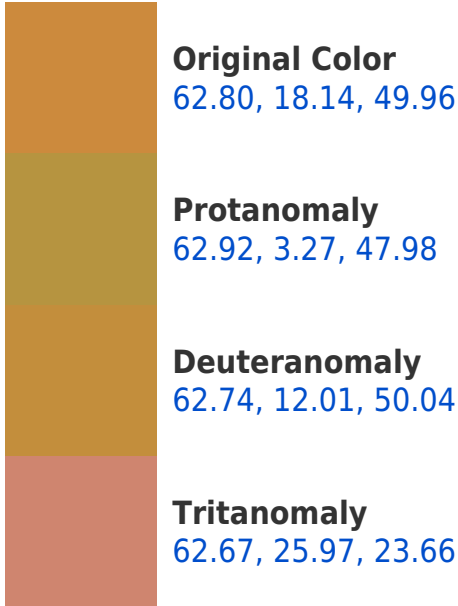 Original Color
62.80, 18.14, 49.96
Protanomaly
62.92, 3.27, 47.98
Deuteranomaly
62.74, 12.01, 50.04
Tritanomaly
62.67, 25.97, 23.66